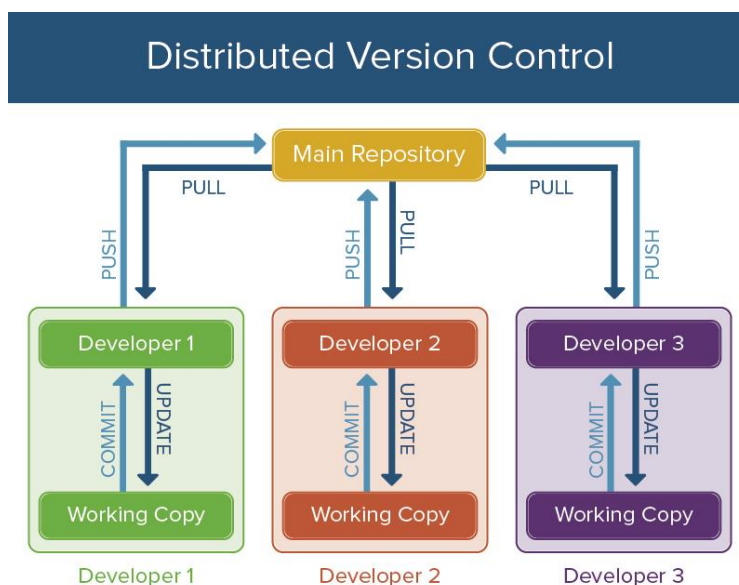 Distributed Version Control
Main Repository
PULL
PULL
PUSH
PUSH
PULL
PUSH
Developer 1
Developer 2
Developer 3
COMMIT
UPDATE
COMMIT
UPDATE
COMMIT
UPDATE
Working Copy
Working Copy
Working Copy
Developer 1
Developer 2
Developer 3